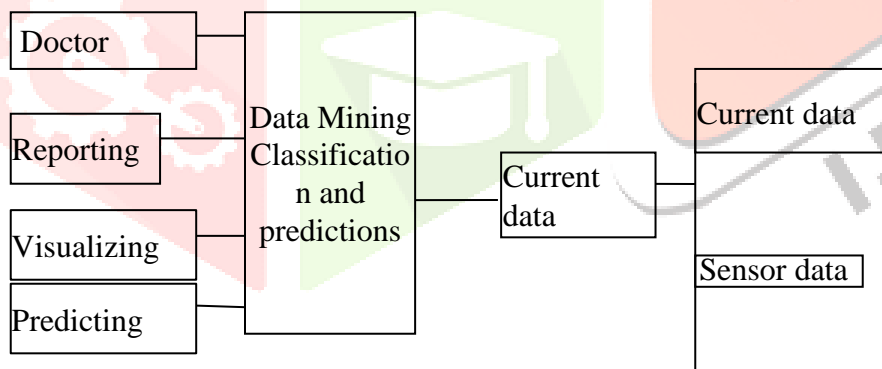 Doctor
Reporting
Visualizing
Predicting
Data Mining
Classificatio
n and
predictions
Current
data
Current data
Sensor data